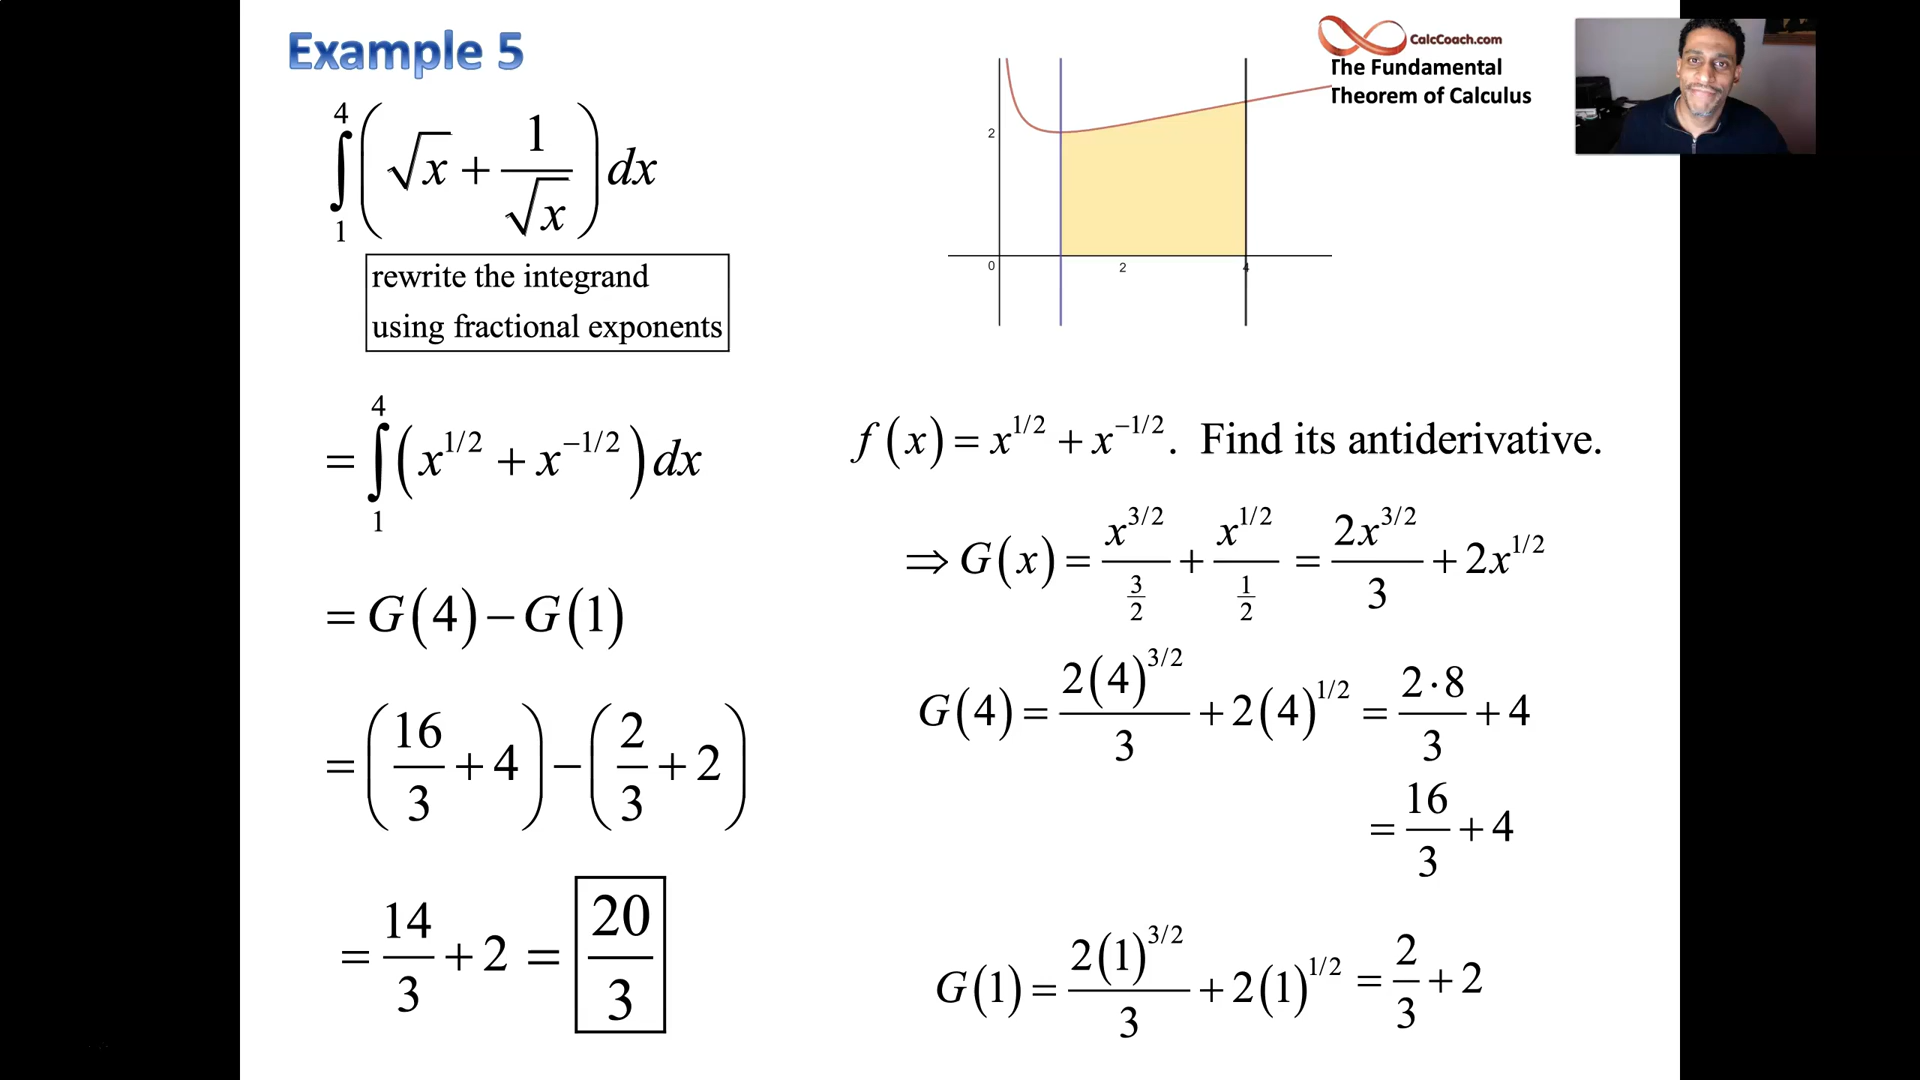 Example 5
CalcCoach.com
The Fundamental
Theorem of Calculus
∫₁⁴ (√x + 1/√x) dx
rewrite the integrand
using fractional exponents
2
0 2 4
= ∫₁⁴ (x^{1/2} + x^{−1/2}) dx
= G(4) − G(1)
= (16/3 + 4) − (2/3 + 2)
= 14/3 + 2 = 20/3
f(x) = x^{1/2} + x^{−1/2}. Find its antiderivative.
⇒ G(x) = x^{3/2}/(3/2) + x^{1/2}/(1/2) = 2x^{3/2}/3 + 2x^{1/2}
G(4) = 2(4)^{3/2}/3 + 2(4)^{1/2} = 2·8/3 + 4
= 16/3 + 4
G(1) = 2(1)^{3/2}/3 + 2(1)^{1/2} = 2/3 + 2